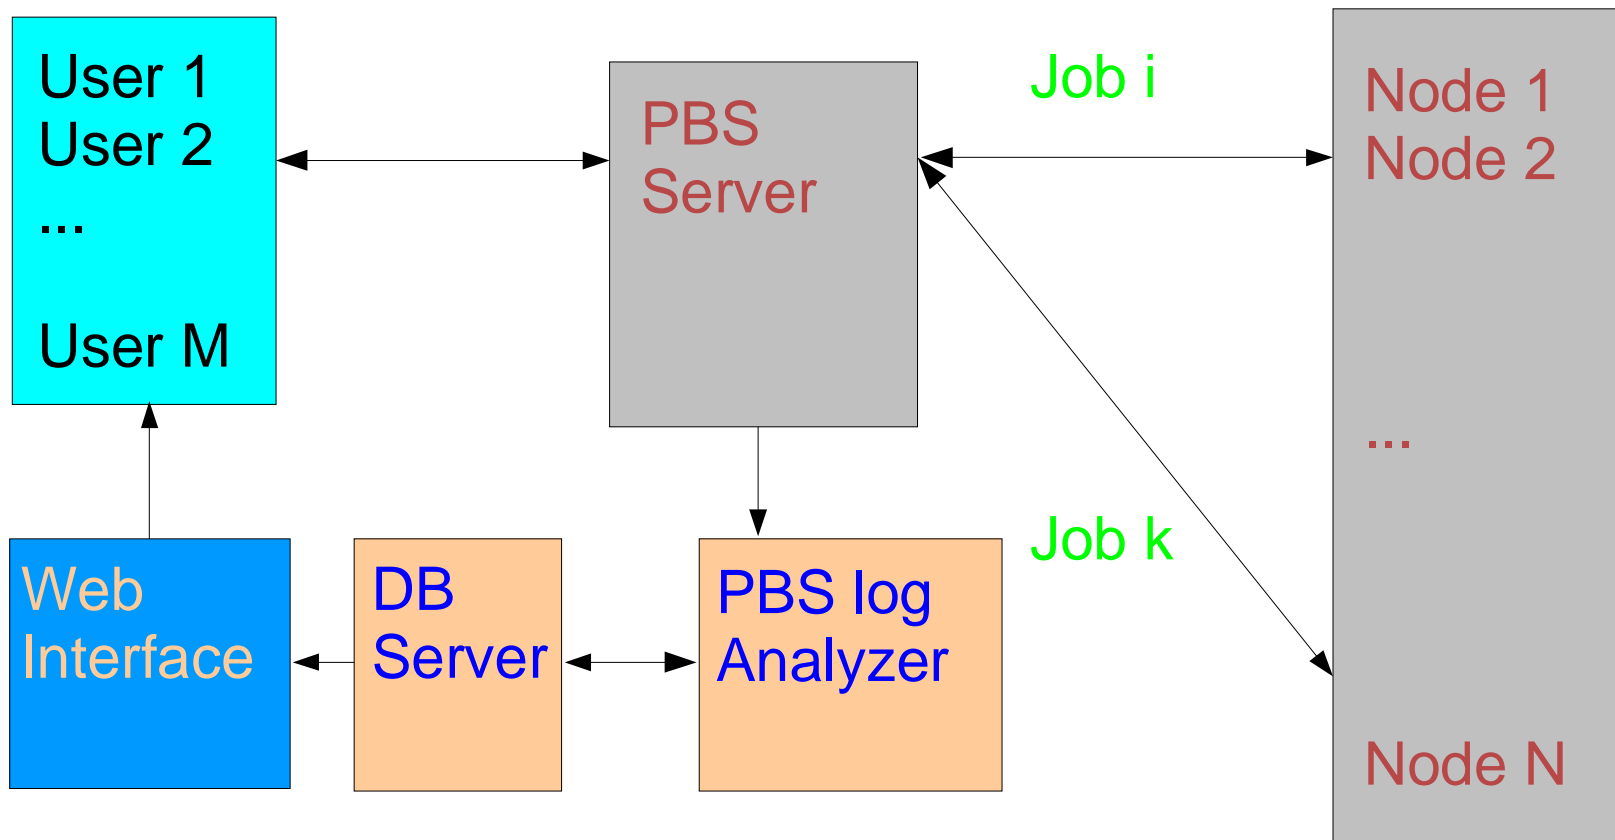 User 1
User 2
...
User M
PBS
Server
Job i
Node 1
Node 2
...
Node N
Job k
Web
Interface
DB
Server
PBS log
Analyzer